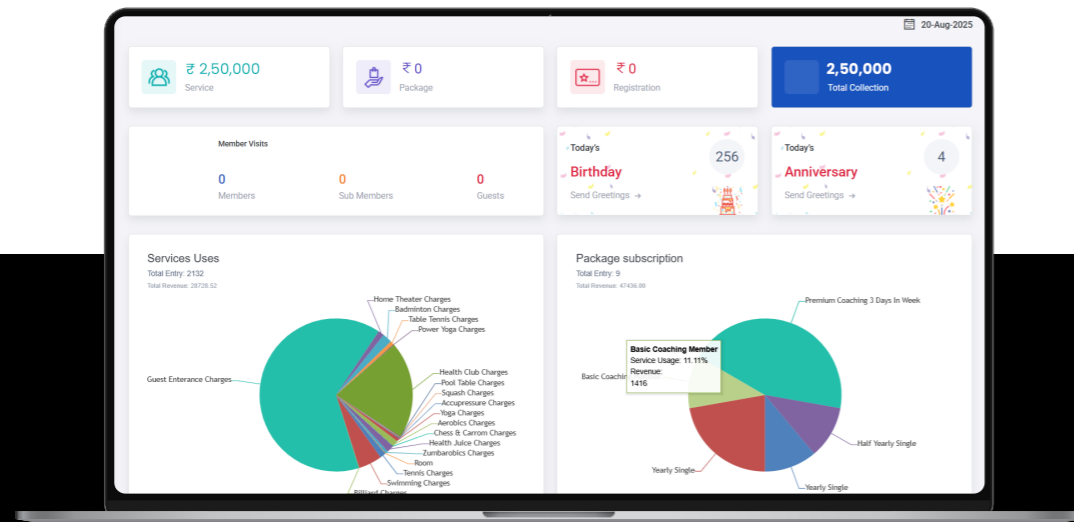 20-Aug-2025
₹ 2,50,000
Service
₹ 0
Package
₹ 0
Registration
2,50,000
Total Collection
Member Visits
0
Members
0
Sub Members
0
Guests
Today's
Birthday
Send Greetings →
256
Today's
Anniversary
Send Greetings →
4
Services Uses
Total Entry: 2132
Total Revenue: 28728.52
Home Theater Charges
Badminton Charges
Table Tennis Charges
Power Yoga Charges
Guest Enterance Charges
Health Club Charges
Pool Table Charges
Squash Charges
Accupressure Charges
Yoga Charges
Aerobics Charges
Chess & Carrom Charges
Health Juice Charges
Zumbarobics Charges
Room
Tennis Charges
Swimming Charges
Billiard Charges
Package subscription
Total Entry: 9
Total Revenue: 47436.00
Premium Coaching 3 Days In Week
Basic Coaching Member
Service Usage: 11.11%
Revenue:
1416
Basic Coachin
Half Yearly Single
Yearly Single
Yearly Single